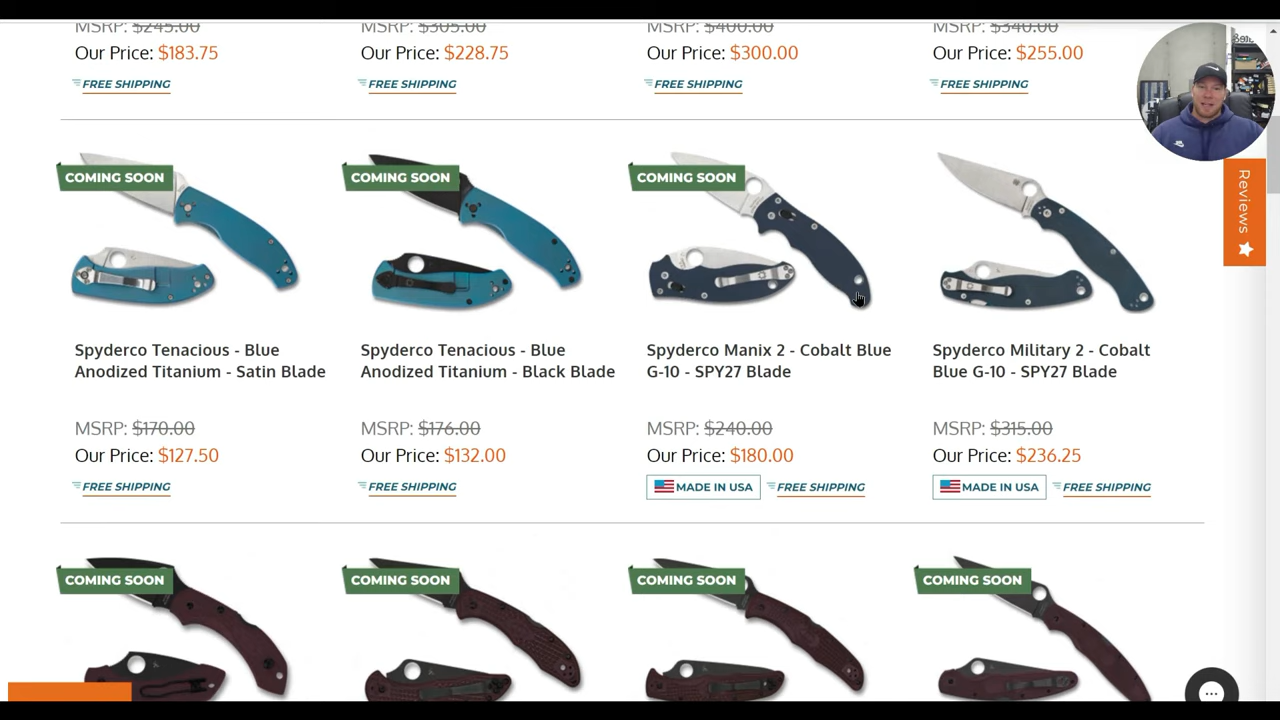 MSRP: $245.00
MSRP: $305.00
MSRP: $400.00
MSRP: $340.00
Our Price: $183.75
Our Price: $228.75
Our Price: $300.00
Our Price: $255.00
FREE SHIPPING
FREE SHIPPING
FREE SHIPPING
FREE SHIPPING
COMING SOON
COMING SOON
COMING SOON
Reviews
Spyderco Tenacious - Blue
Anodized Titanium - Satin Blade
Spyderco Tenacious - Blue
Anodized Titanium - Black Blade
Spyderco Manix 2 - Cobalt Blue
G-10 - SPY27 Blade
Spyderco Military 2 - Cobalt
Blue G-10 - SPY27 Blade
MSRP: $170.00
Our Price: $127.50
MSRP: $176.00
Our Price: $132.00
MSRP: $240.00
Our Price: $180.00
MSRP: $315.00
Our Price: $236.25
FREE SHIPPING
FREE SHIPPING
MADE IN USA
FREE SHIPPING
MADE IN USA
FREE SHIPPING
COMING SOON
COMING SOON
COMING SOON
COMING SOON